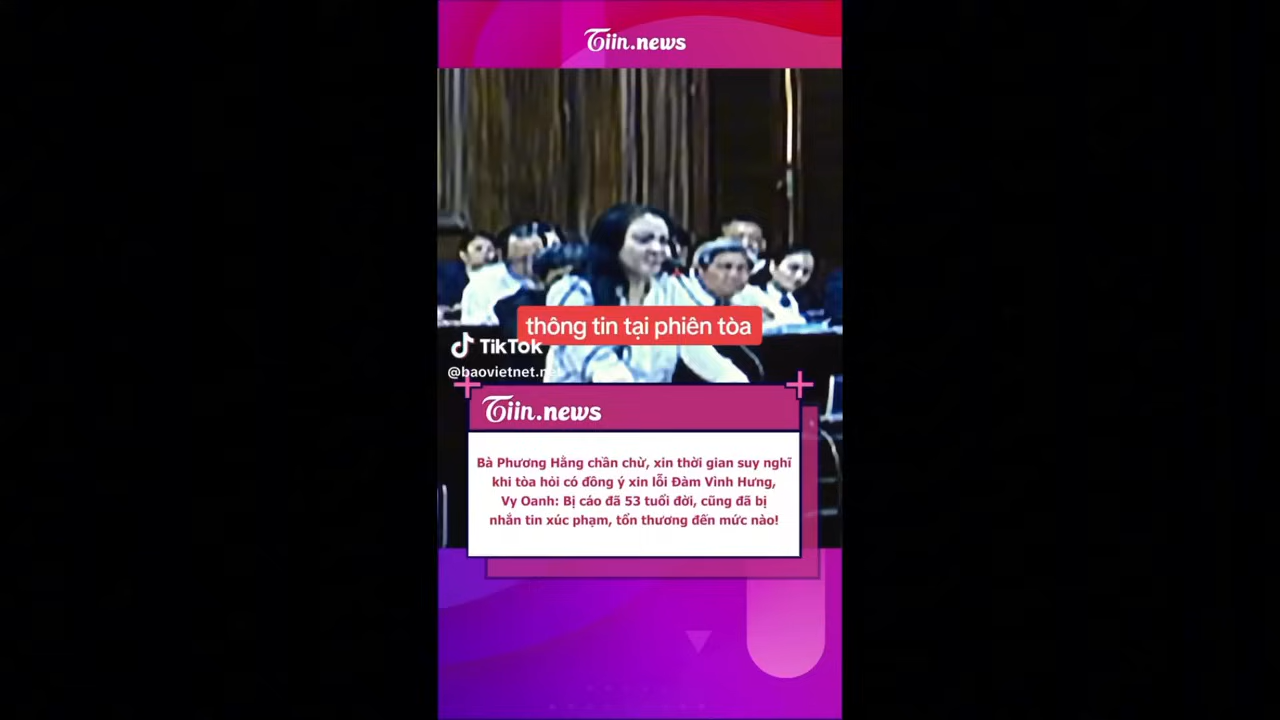 Tiin.news
thông tin tại phiên tòa
TikTok
@baovietnet.ne
Tiin.news
Bà Phương Hằng chần chừ, xin thời gian suy nghĩ
khi tòa hỏi có đồng ý xin lỗi Đàm Vĩnh Hưng,
Vy Oanh: Bị cáo đã 53 tuổi đời, cũng đã bị
nhắn tin xúc phạm, tổn thương đến mức nào!